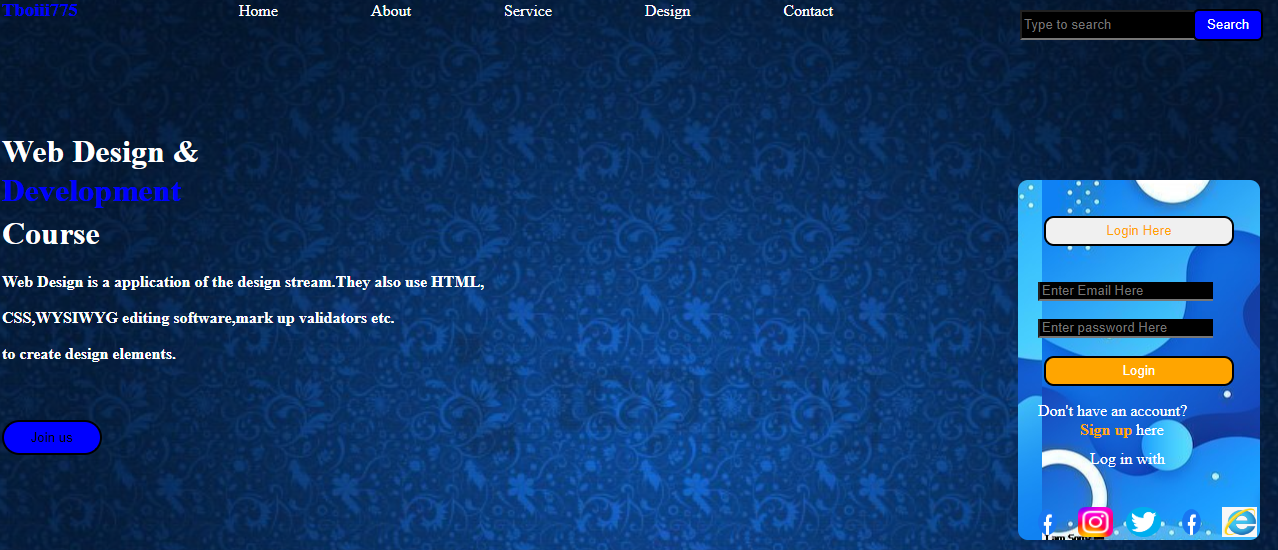 Tboiii775
Home About Service Design Contact
Type to search Search
Web Design &
Development
Course
Web Design is a application of the design stream.They also use HTML,
CSS,WYSIWYG editing software,mark up validators etc.
to create design elements.
Join us
Login Here
Enter Email Here
Enter password Here
Login
Don't have an account?
Sign up here
Log in with